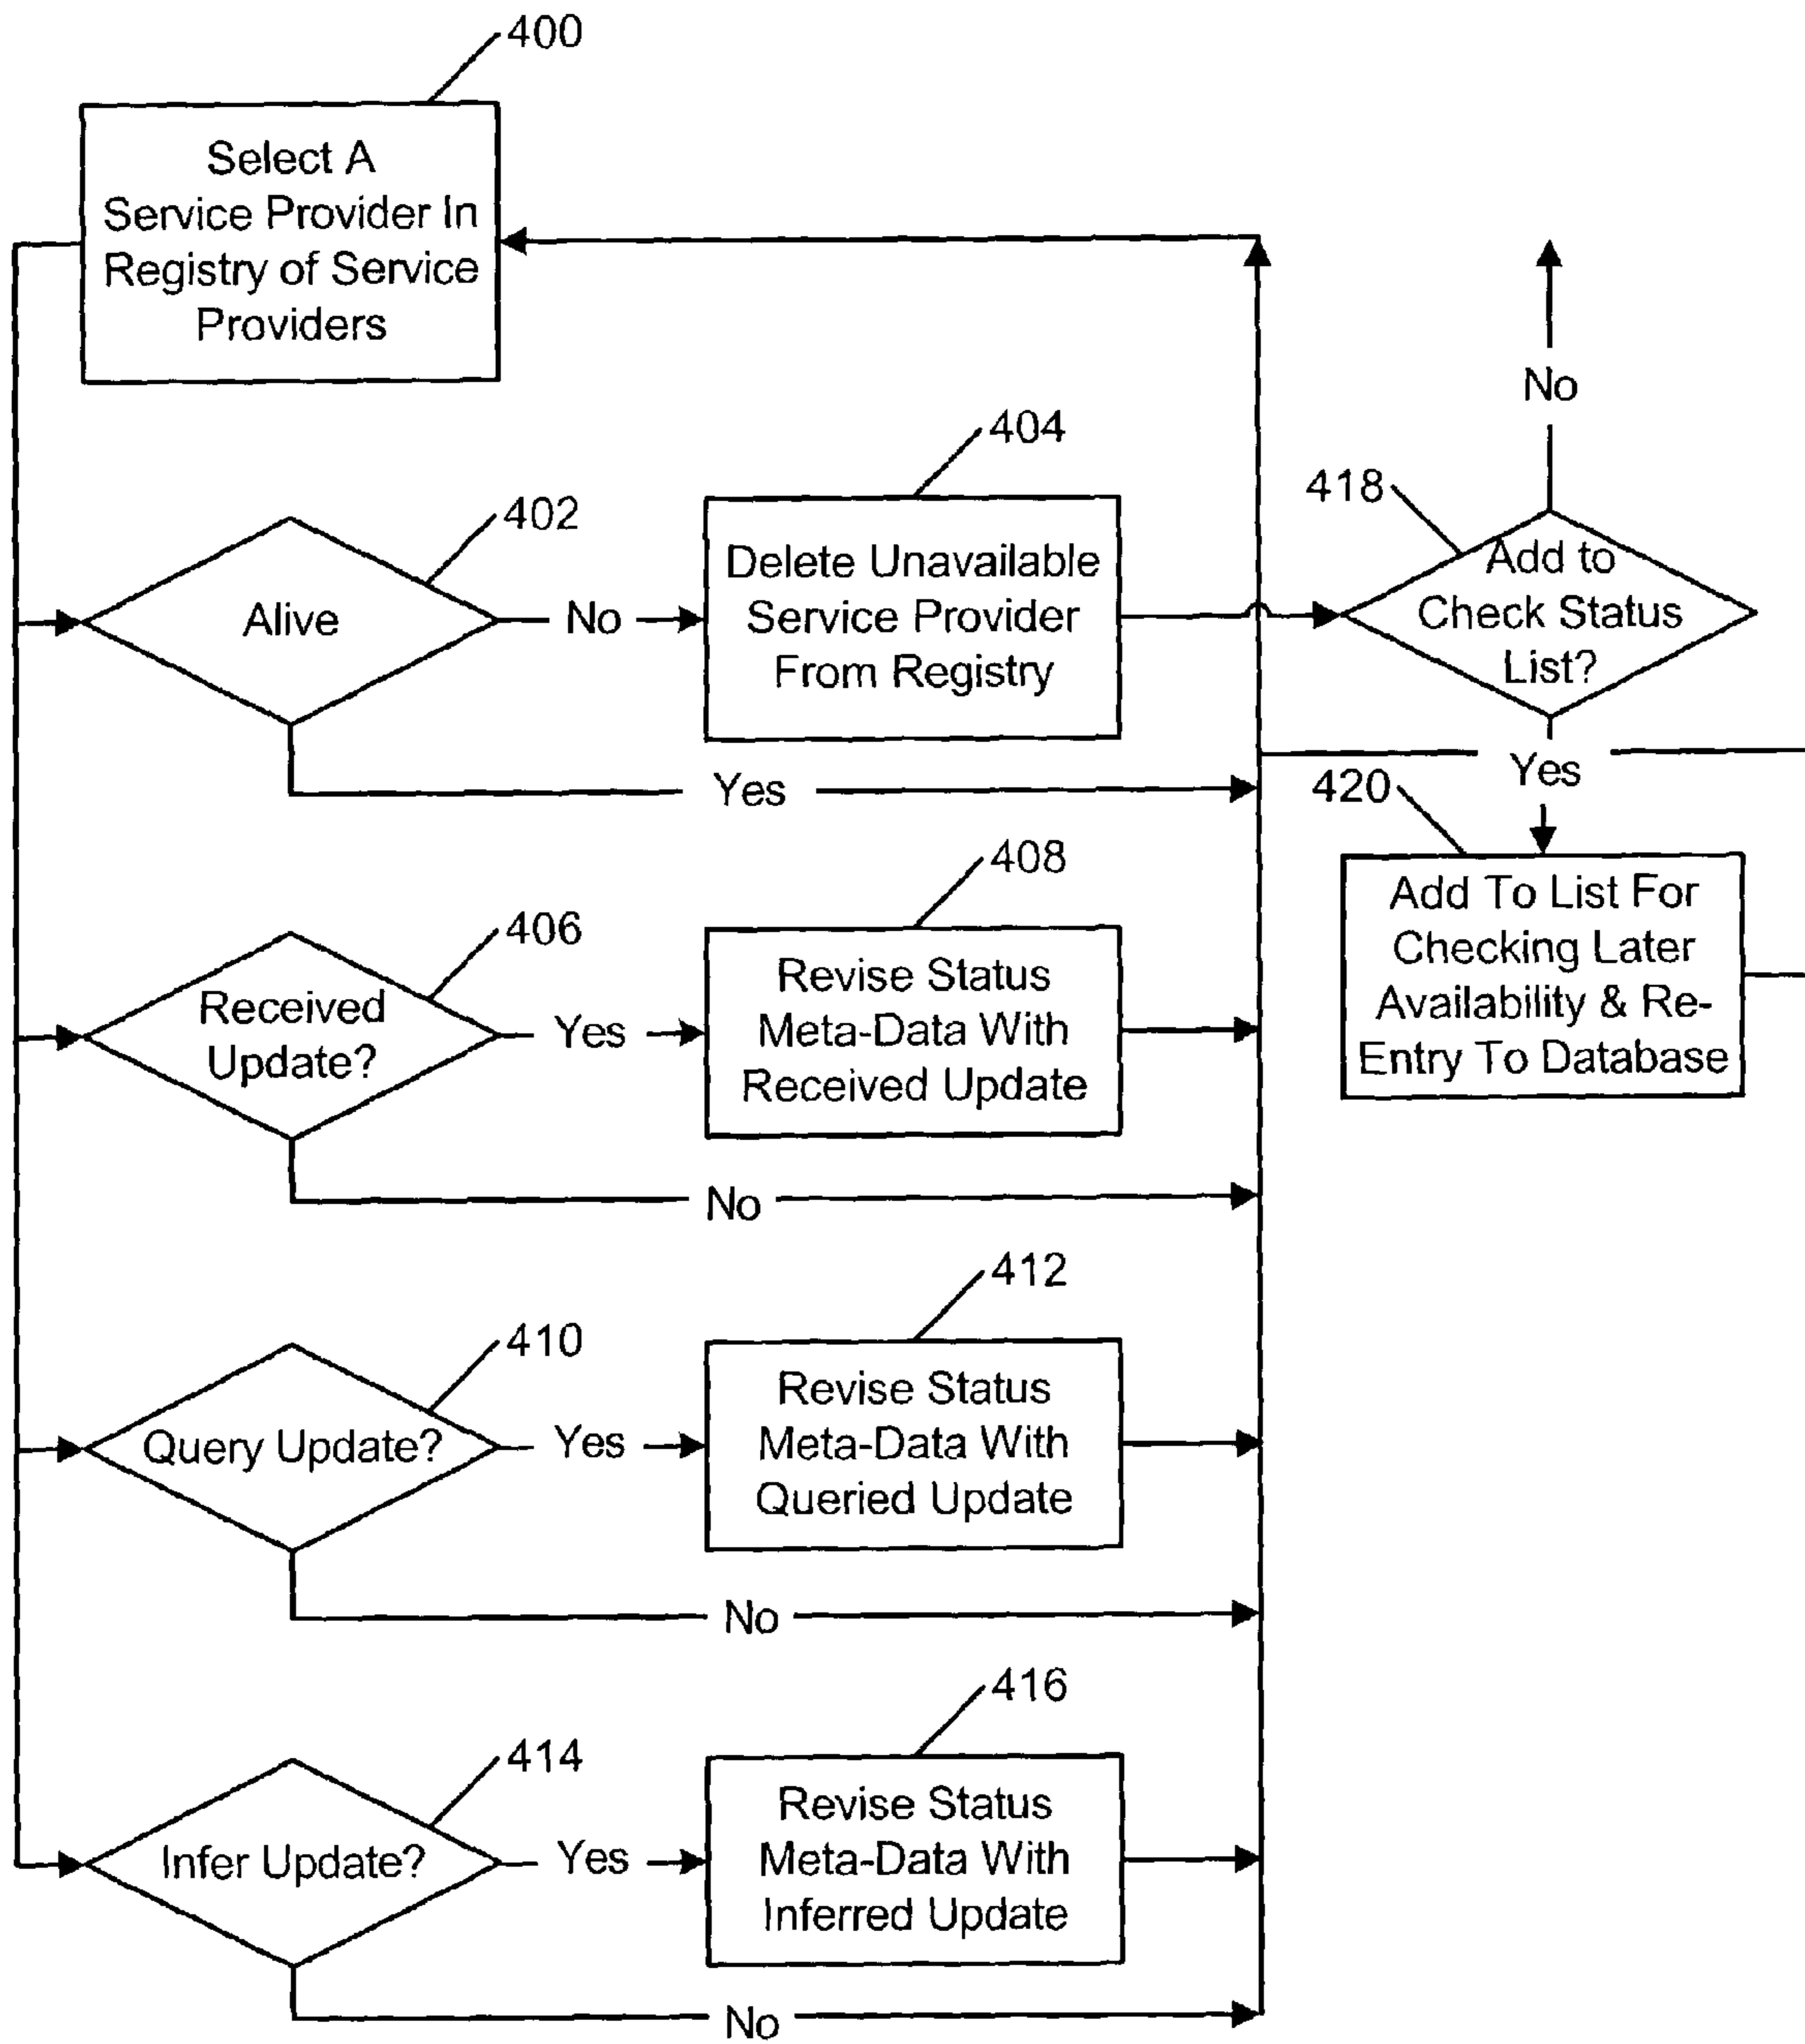 400
Select A
Service Provider In
Registry of Service
Providers
No
404
418
402
Alive
No
Delete Unavailable
Service Provider
From Registry
Add to
Check Status
List?
Yes
Yes
420
408
406
Received
Update?
Yes
Revise Status
Meta-Data With
Received Update
Add To List For
Checking Later
Availability & Re-
Entry To Database
No
412
410
Query Update?
Yes
Revise Status
Meta-Data With
Queried Update
No
416
414
Infer Update?
Yes
Revise Status
Meta-Data With
Inferred Update
No